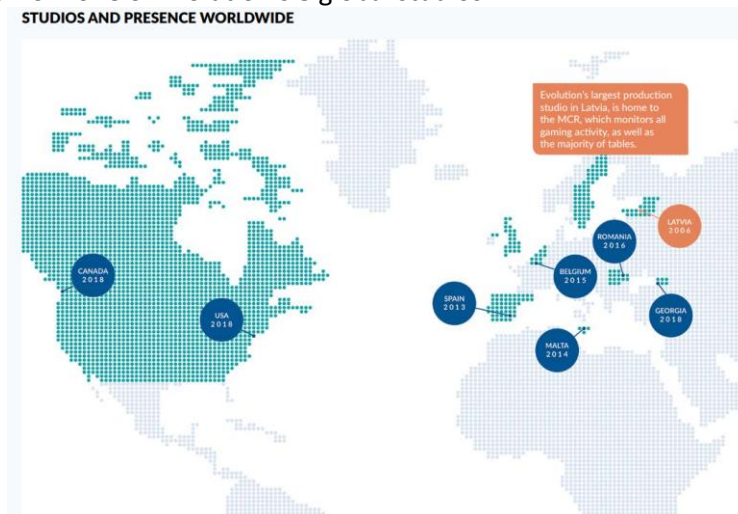 STUDIOS AND PRESENCE WORLDWIDE
Evolution's largest production
studio in Latvia, is home to
the MCR, which monitors all
gaming activity, as well as
the majority of tables.
LATVIA
2006
ROMANIA
2016
CANADA
2018
BELGIUM
2015
SPAIN
2013
USA
2018
GEORGIA
2018
MALTA
2014